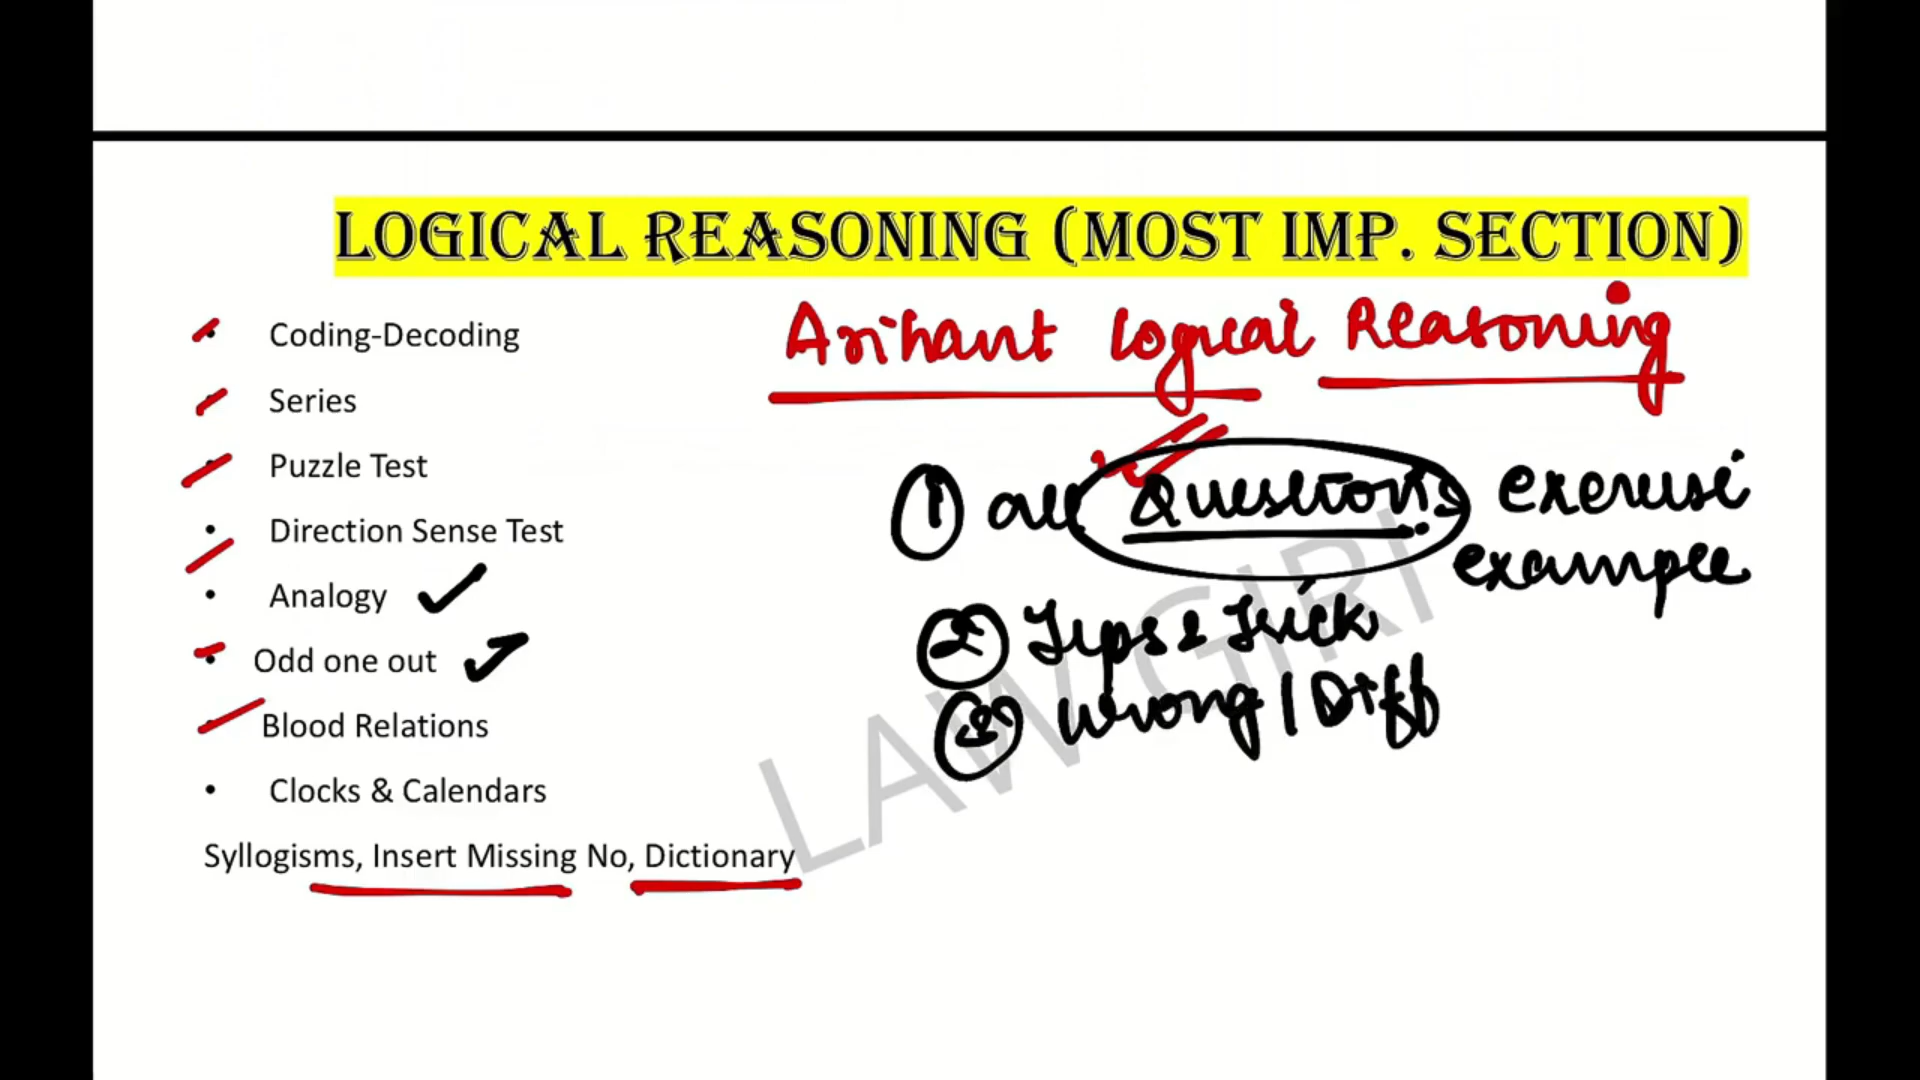 LOGICAL REASONING (MOST IMP. SECTION)
• Coding-Decoding
• Series
• Puzzle Test
• Direction Sense Test
• Analogy
• Odd one out
• Blood Relations
• Clocks & Calendars
Syllogisms, Insert Missing No, Dictionary
Arihant Logical Reasoning
① all Questions exercise
example
② Tips & Trick
③ Wrong / Diff
LAW GIRI